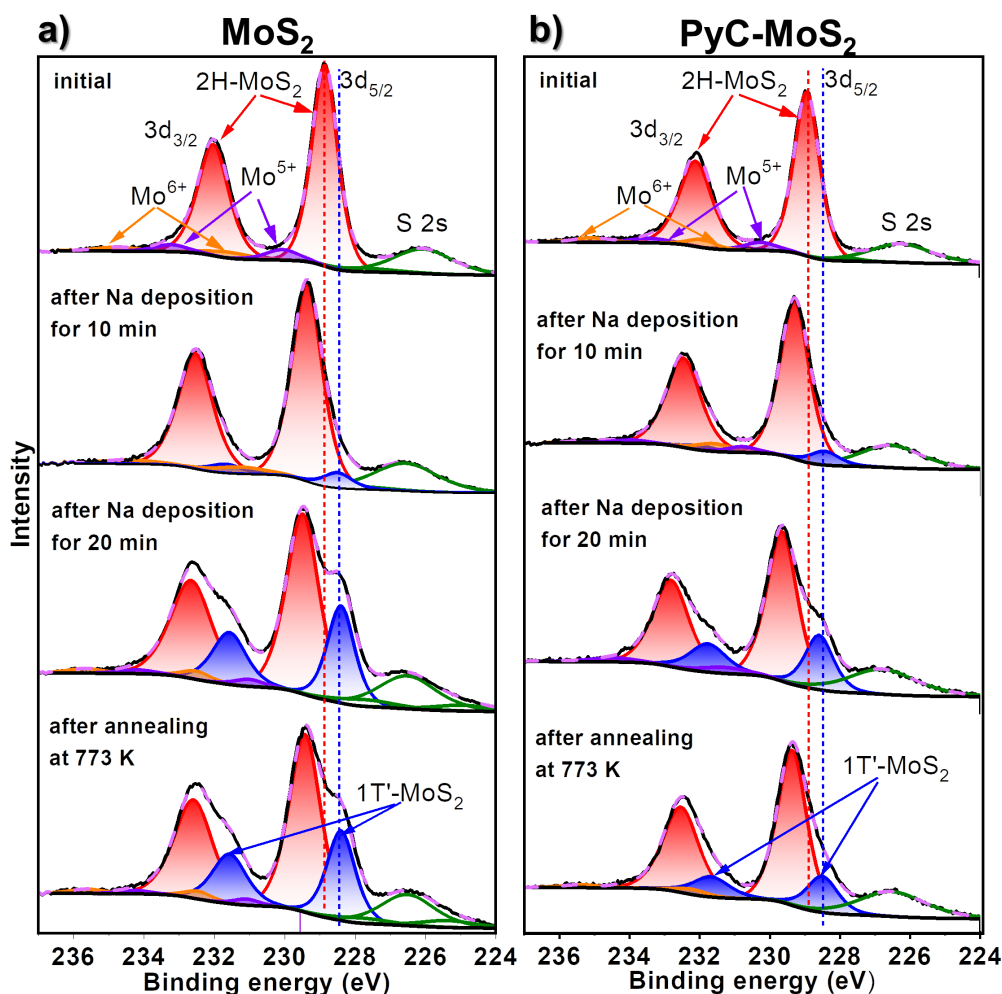 a)
MoS₂
initial
2H-MoS₂
3d₅/₂
3d₃/₂
Mo⁶⁺
Mo⁵⁺
S 2s
after Na deposition
for 10 min
after Na deposition
for 20 min
after annealing
at 773 K
1T'-MoS₂
Intensity
236 234 232 230 228 226 224
Binding energy (eV)
b)
PyC-MoS₂
initial
2H-MoS₂
3d₅/₂
3d₃/₂
Mo⁶⁺
Mo⁵⁺
S 2s
after Na deposition
for 10 min
after Na deposition
for 20 min
after annealing
at 773 K
1T'-MoS₂
236 234 232 230 228 226 224
Binding energy (eV)